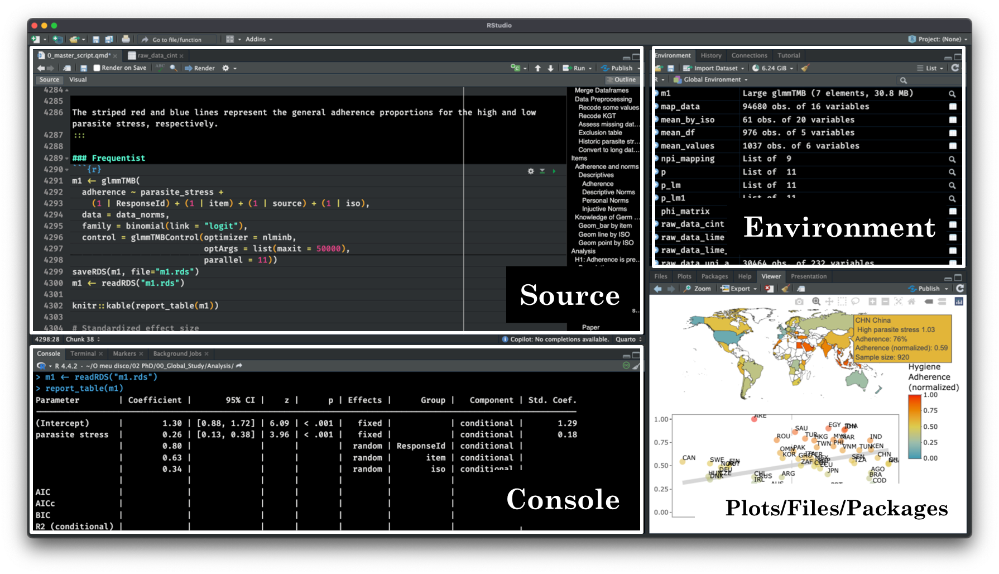 RStudio
Go to file/function
Addins
Project: (None)
0_master_script.qmd*
raw_data_cint
Render on Save
ABC
Render
Run
Publish
Source
Visual
Outline
4284
4285
4286 The striped red and blue lines represent the general adherence proportions for the high and low
parasite stress, respectively.
4287 :::
4288
4289 ### Frequentist
4290 ```{r}
4291 m1 ← glmmTMB(
4292 adherence ~ parasite_stress +
4293 (1 | ResponseId) + (1 | item) + (1 | source) + (1 | iso),
4294 data = data_norms,
4295 family = binomial(link = "logit"),
4296 control = glmmTMBControl(optimizer = nlminb,
4297 optArgs = list(maxit = 50000),
4298 parallel = 11))
4299 saveRDS(m1, file="m1.rds")
4300 m1 ← readRDS("m1.rds")
4301
4302 knitr::kable(report_table(m1))
4303
4304 # Standardized effect size
Merge Dataframes
Data Preprocessing
Recode some values
Recode KGT
Assess missing dat...
Exclusion table
Historic parasite str...
Convert to long dat...
Items
Adherence and norms
Descriptives
Adherence
Descriptive Norms
Personal Norms
Injuctive Norms
Knowledge of Germ ...
Geom_bar by item
Geom line by ISO
Geom point by ISO
Analysis
H1: Adherence is pre...
s...
Paper
Source
4298:28 Chunk 38
Copilot: No completions available.
Quarto
Console
Terminal
Markers
Background Jobs
R 4.4.2 · ~/O meu disco/02 PhD/00_Global_Study/Analysis/
> m1 ← readRDS("m1.rds")
> report_table(m1)
Parameter | Coefficient | 95% CI | z | p | Effects | Group | Component | Std. Coef.
(Intercept) | 1.30 | [0.88, 1.72] | 6.09 | < .001 | fixed | | conditional | 1.29
parasite stress | 0.26 | [0.13, 0.38] | 3.96 | < .001 | fixed | | conditional | 0.18
| 0.80 | | | | random | ResponseId | conditional |
| 0.63 | | | | random | item | conditional |
| 0.34 | | | | random | iso | conditional
| | | | | | |
AIC | | | | | | |
AICc | | | | | |
BIC | | | | | |
R2 (conditional) | | | | | |
Console
Environment
History
Connections
Tutorial
Import Dataset
6.24 GiB
List
R
Global Environment
m1 Large glmmTMB (7 elements, 30.8 MB)
map_data 94680 obs. of 16 variables
mean_by_iso 61 obs. of 20 variables
mean_df 976 obs. of 5 variables
mean_values 1037 obs. of 6 variables
npi_mapping List of 9
p List of 11
p_lm List of 11
p_lm1 List of 11
phi_matrix
raw_data_cint
raw_data_lime
raw_data_lime_
raw_data_uni_a 30464 obs. of 232 variables
Environment
Files
Plots
Packages
Help
Viewer
Presentation
Zoom
Export
Publish
CHN China
High parasite stress 1.03
Adherence: 76%
Adherence (normalized): 0.59
Sample size: 920
Hygiene
Adherence
(normalized)
1.00
0.75
0.50
0.25
0.00
1.00
0.75
0.50
0.25
0.00
ARE
SAU
EGY
ROU
TUR
HKG
IND
TWN
PHL
OMN
PAK
VNM
TUN
KEN
KOR
CAN
SWE
FIN
ZAF
SEN
TZA
CHN
DEU
HUN
CZE
DNK
CHL
RUS
IRL
ARG
ECU
JPN
AGO
BRA
COD
Plots/Files/Packages